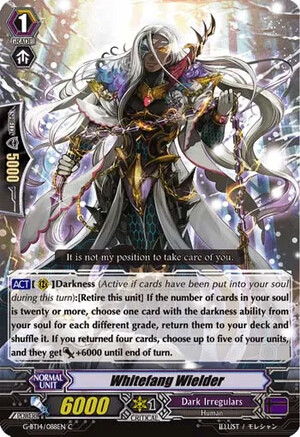 1
GRADE
5000
It is not my position to take care of you.
ACT [ ]Darkness (Active if cards have been put into your soul
during this turn):[Retire this unit] If the number of cards in your soul
is twenty or more, choose one card with the darkness ability from
your soul for each different grade, return them to your deck and
shuffle it. If you returned four cards, choose up to five of your units,
and they get +6000 until end of turn.
NORMAL
UNIT
Whitefang Wielder
POWER
6000
1
CRITICAL
Dark Irregulars
Human
G-BT14/088EN C
ILLUST / モレシャン